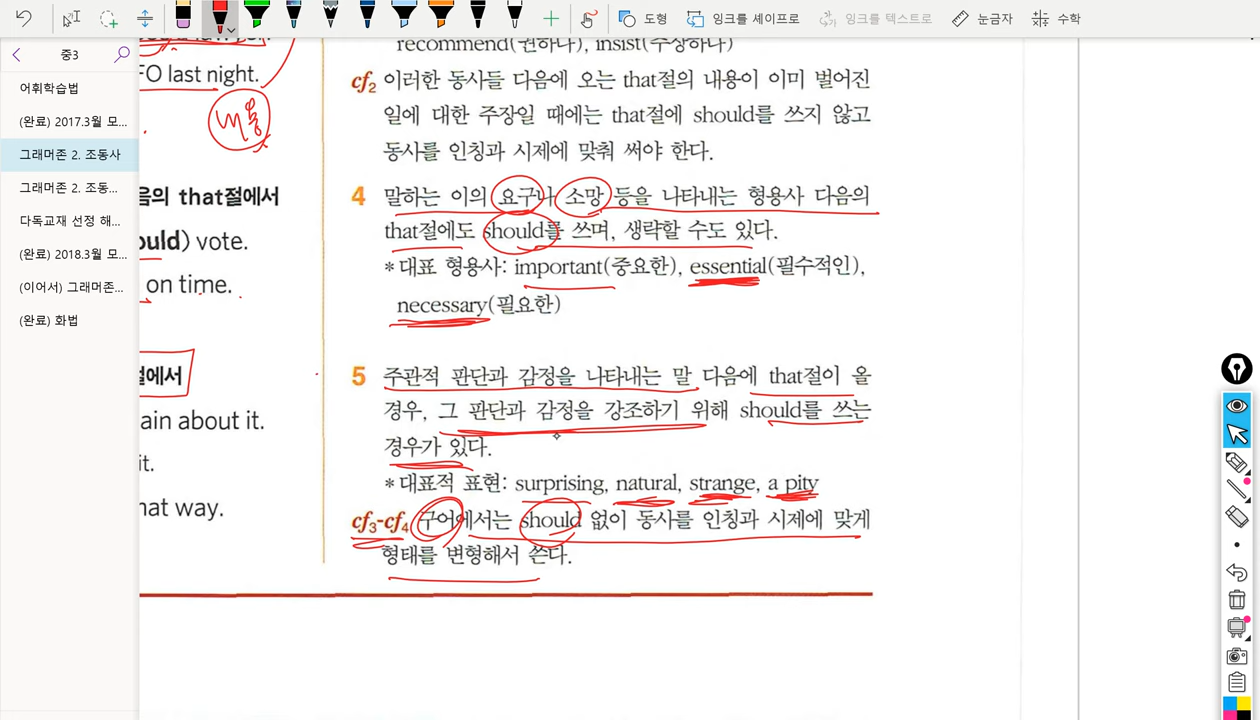 도형
잉크를 셰이프로
잉크를 텍스트로
눈금자
수학
중3
어휘학습법
(완료) 2017.3월 모...
그래머존 2. 조동사
그래머존 2. 조동...
다독교재 선정 해...
(완료) 2018.3월 모...
(이어서) 그래머존...
(완료) 화법
FO last night.
내용
음의 that절에서
ould) vote.
on time.
절에서
ain about it.
it.
hat way.
recommend(권하다), insist(주장하다)
cf2 이러한 동사들 다음에 오는 that절의 내용이 이미 벌어진
일에 대한 주장일 때에는 that절에 should를 쓰지 않고
동사를 인칭과 시제에 맞춰 써야 한다.
4 말하는 이의 요구나 소망 등을 나타내는 형용사 다음의
that절에도 should를 쓰며, 생략할 수도 있다.
*대표 형용사: important(중요한), essential(필수적인),
necessary(필요한)
5 주관적 판단과 감정을 나타내는 말 다음에 that절이 올
경우, 그 판단과 감정을 강조하기 위해 should를 쓰는
경우가 있다.
*대표적 표현: surprising, natural, strange, a pity
cf3-cf4 구어에서는 should 없이 동사를 인칭과 시제에 맞게
형태를 변형해서 쓴다.